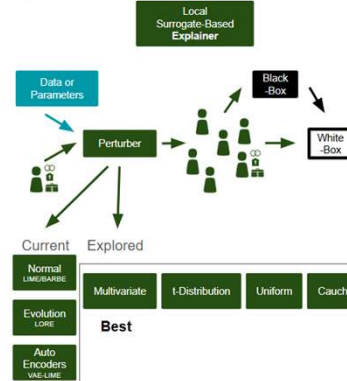 Local
Surrogate-Based
Explainer
Data or
Parameters
Black
-Box
Perturber
White
-Box
Current
Explored
Normal
LIME/BARBE
Multivariate
t-Distribution
Uniform
Cauch
Evolution
LORE
Best
Auto
Encoders
VAE-LIME